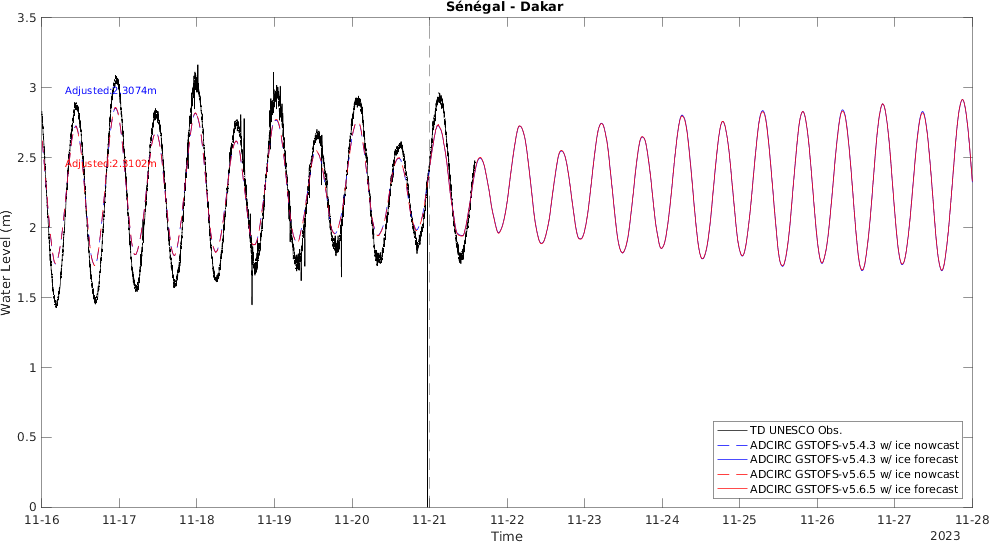 Sénégal - Dakar
3.5
3
2.5
2
1.5
1
0.5
0
Water Level (m)
Adjusted:2.3074m
Adjusted:2.3102m
TD UNESCO Obs.
ADCIRC GSTOFS-v5.4.3 w/ ice nowcast
ADCIRC GSTOFS-v5.4.3 w/ ice forecast
ADCIRC GSTOFS-v5.6.5 w/ ice nowcast
ADCIRC GSTOFS-v5.6.5 w/ ice forecast
11-16 11-17 11-18 11-19 11-20 11-21 11-22 11-23 11-24 11-25 11-26 11-27 11-28
Time
2023